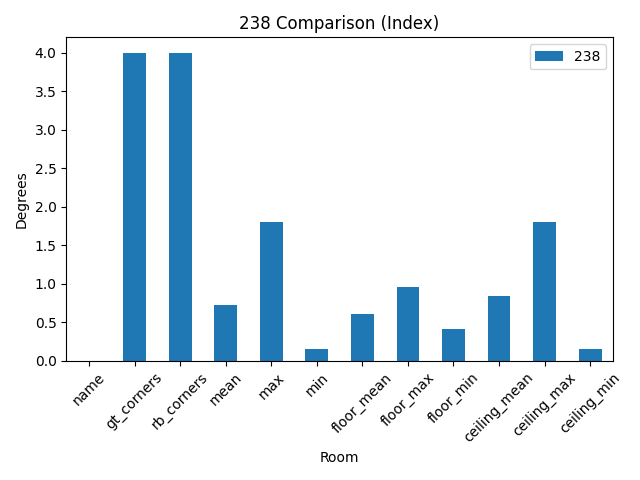 238 Comparison (Index)
238
Degrees
4.0
3.5
3.0
2.5
2.0
1.5
1.0
0.5
0.0
name
gt_corners
rb_corners
mean
max
min
floor_mean
floor_max
floor_min
ceiling_mean
ceiling_max
ceiling_min
Room